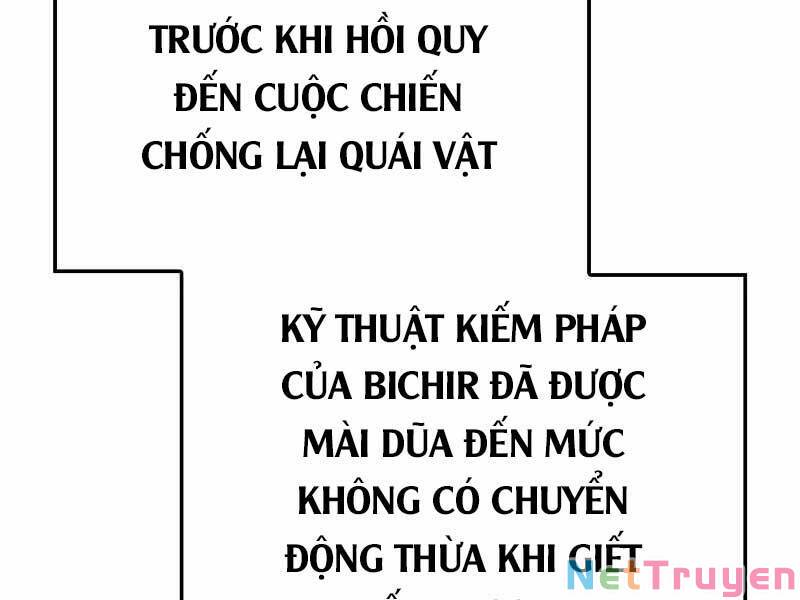 TRƯỚC KHI HỒI QUY
ĐẾN CUỘC CHIẾN
CHỐNG LẠI QUÁI VẬT
KỸ THUẬT KIẾM PHÁP
CỦA BICHIR ĐÃ ĐƯỢC
MÀI DŨA ĐẾN MỨC
KHÔNG CÓ CHUYỂN
ĐỘNG THỪA KHI GIẾT
NetTruyen